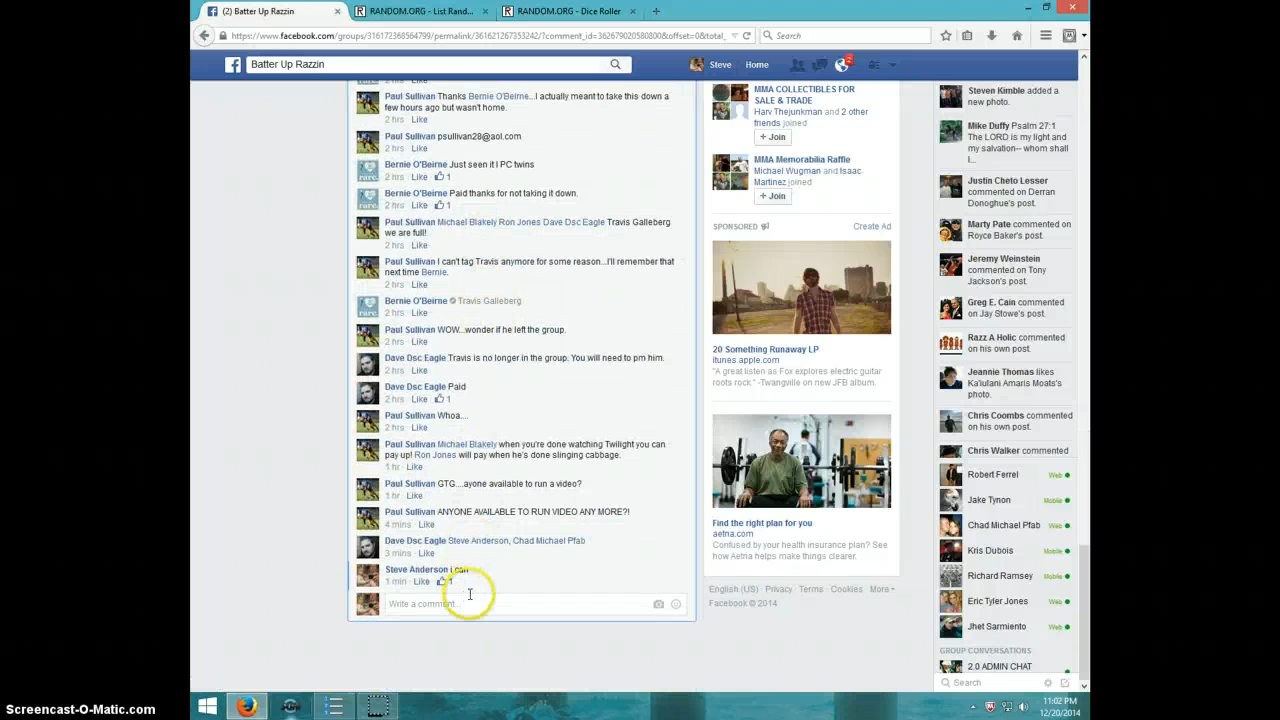 (2) Batter Up Razzin
RANDOM.ORG - List Rand...
RANDOM.ORG - Dice Roller
https://www.facebook.com/groups/316172368564799/permalink/361621267353242/?comment_id=362679020580800&offset=0&total_
Search
Batter Up Razzin
Steve
Home
2
2 hrs · Like
Paul Sullivan Thanks Bernie O'Beirne...I actually meant to take this down a
few hours ago but wasn't home.
2 hrs · Like
Paul Sullivan psullivan28@aol.com
2 hrs · Like
Bernie O'Beirne Just seen it I PC twins
2 hrs · Like · 1
Bernie O'Beirne Paid thanks for not taking it down.
2 hrs · Like · 1
Paul Sullivan Michael Blakely Ron Jones Dave Dsc Eagle Travis Galleberg
we are full!
2 hrs · Like
Paul Sullivan I can't tag Travis anymore for some reason...I'll remember that
next time Bernie.
2 hrs · Like
Bernie O'Beirne Travis Galleberg
2 hrs · Like
Paul Sullivan WOW...wonder if he left the group.
2 hrs · Like
Dave Dsc Eagle Travis is no longer in the group. You will need to pm him.
2 hrs · Like
Dave Dsc Eagle Paid
2 hrs · Like · 1
Paul Sullivan Whoa....
2 hrs · Like
Paul Sullivan Michael Blakely when you're done watching Twilight you can
pay up! Ron Jones will pay when he's done slinging cabbage.
1 hr · Like
Paul Sullivan GTG....ayone available to run a video?
1 hr · Like
Paul Sullivan ANYONE AVAILABLE TO RUN VIDEO ANY MORE?!
4 mins · Like
Dave Dsc Eagle Steve Anderson, Chad Michael Pfab
3 mins · Like
Steve Anderson i can
1 min · Like · 1
Write a comment...
MMA COLLECTIBLES FOR
SALE & TRADE
Harv Thejunkman and 2 other
friends joined
+ Join
MMA Memorabilia Raffle
Michael Wugman and Isaac
Martinez joined
+ Join
SPONSORED
Create Ad
20 Something Runaway LP
itunes.apple.com
"A great listen as Fox explores electric guitar
roots rock." -Twangville on new JFB album.
Find the right plan for you
aetna.com
Confused by your health insurance plan? See
how Aetna helps make things clearer.
English (US) · Privacy · Terms · Cookies · More
Facebook © 2014
Steven Kimble added a
new photo.
Mike Duffy Psalm 27:1
The LORD is my light and
my salvation-- whom shall
I...
Justin Cheto Lesser
commented on Derran
Donoghue's post.
Marty Pate commented on
Royce Baker's post.
Jeremy Weinstein
commented on Tony
Jackson's post.
Greg E. Cain commented
on Jay Stowe's post.
Razz A Holic commented
on his own post.
Jeannie Thomas likes
Ka'iulani Amaris Moats's
photo.
Chris Coombs commented
on his own post.
Chris Walker commented
Robert Ferrel Web
Jake Tynon Mobile
Chad Michael Pfab Web
Kris Dubois Mobile
Richard Ramsey Mobile
Eric Tyler Jones Web
Jhet Sarmiento Web
GROUP CONVERSATIONS
2.0 ADMIN CHAT
Search
11:02 PM
12/20/2014
Screencast-O-Matic.com